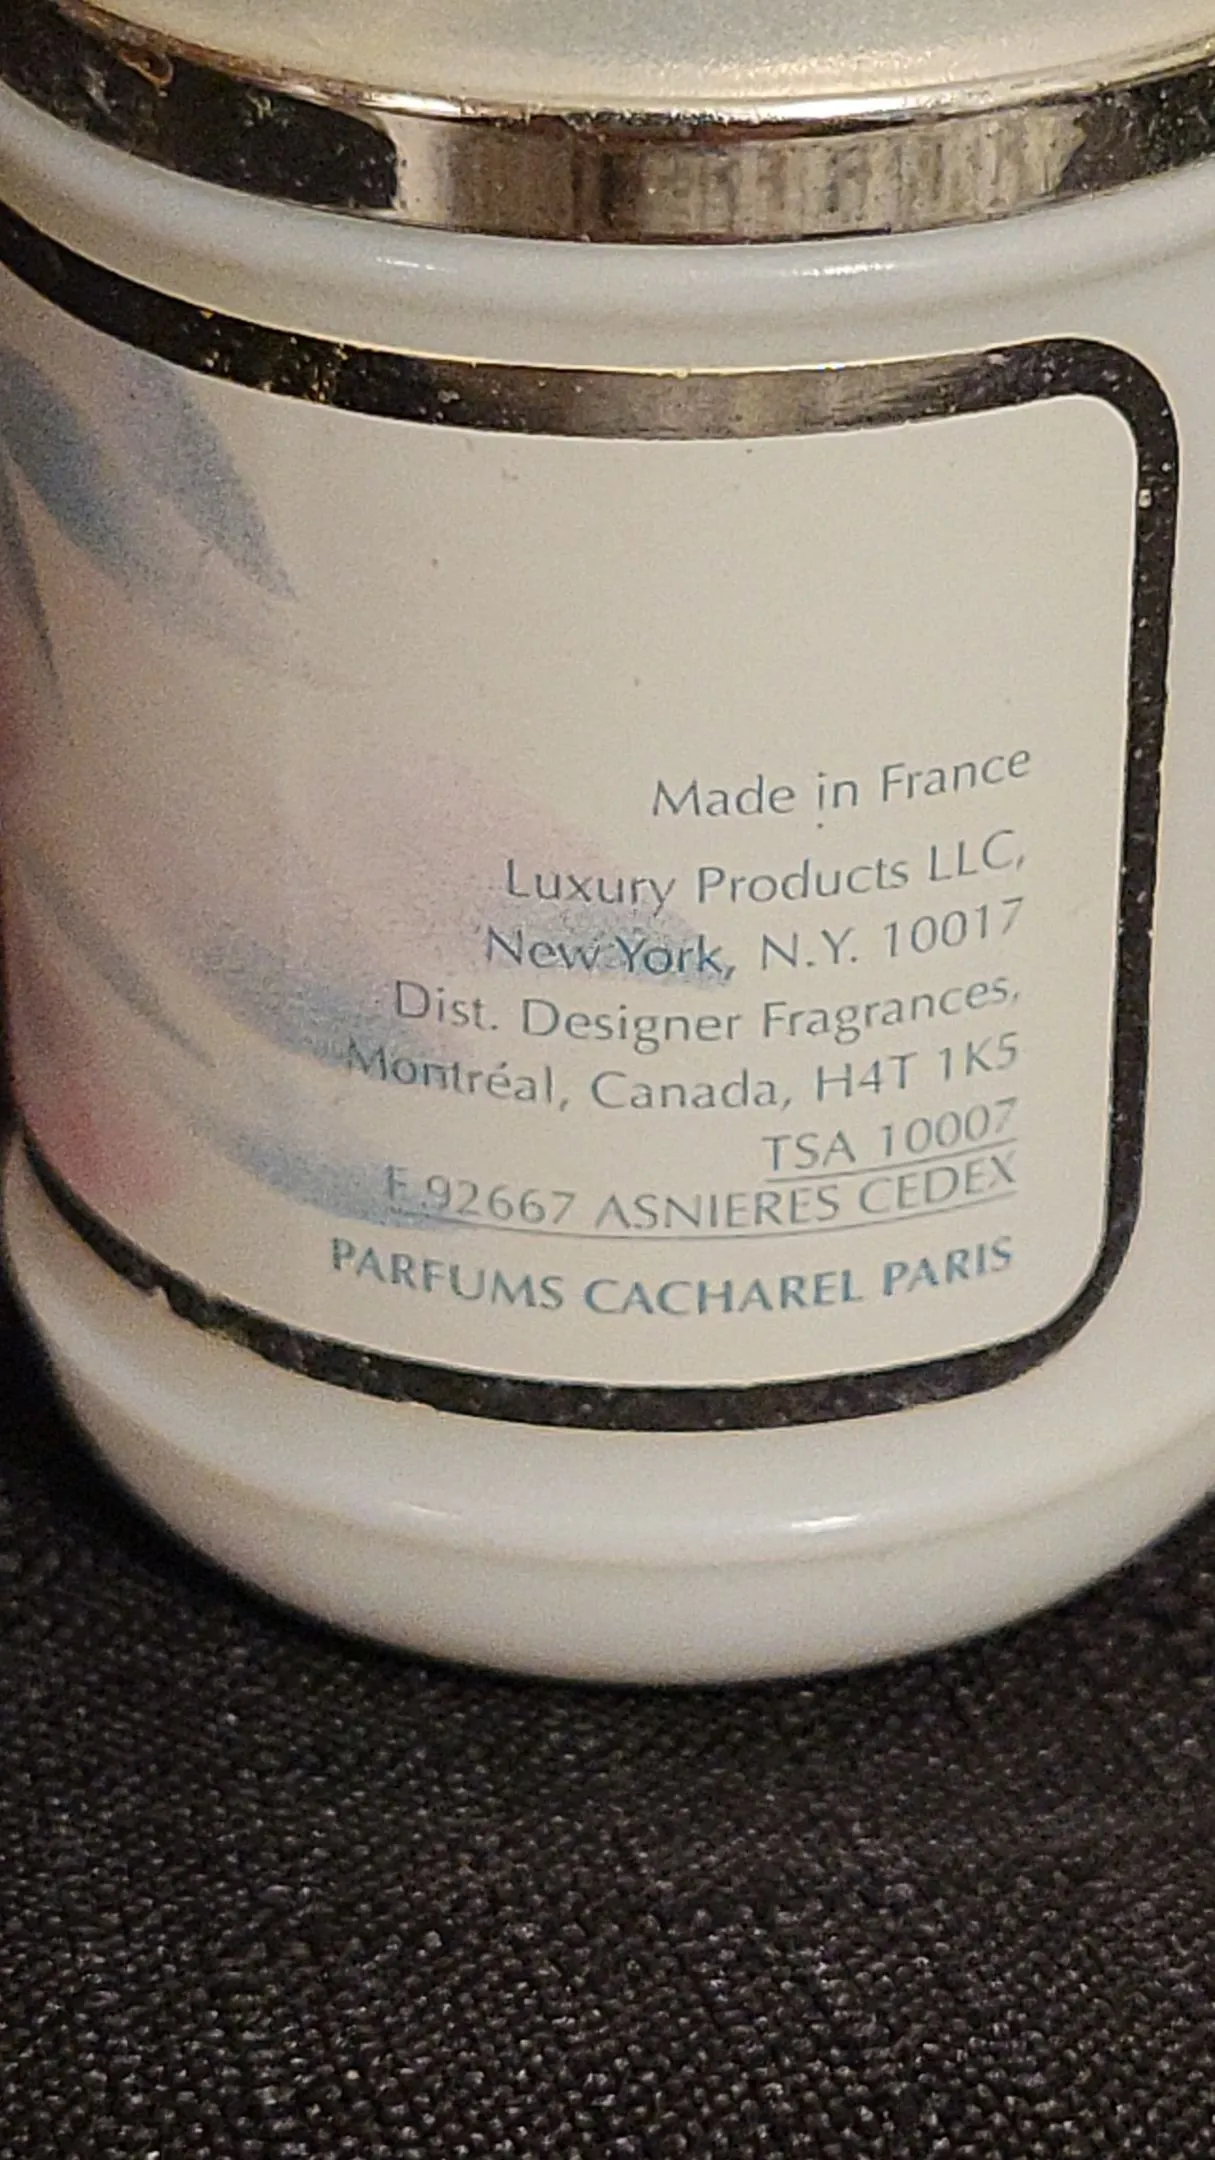 Made in France
Luxury Products LLC,
New York, N.Y. 10017
Dist. Designer Fragrances,
Montréal, Canada, H4T 1K5
TSA 10007
F.92667 ASNIERES CEDEX
PARFUMS CACHAREL PARIS